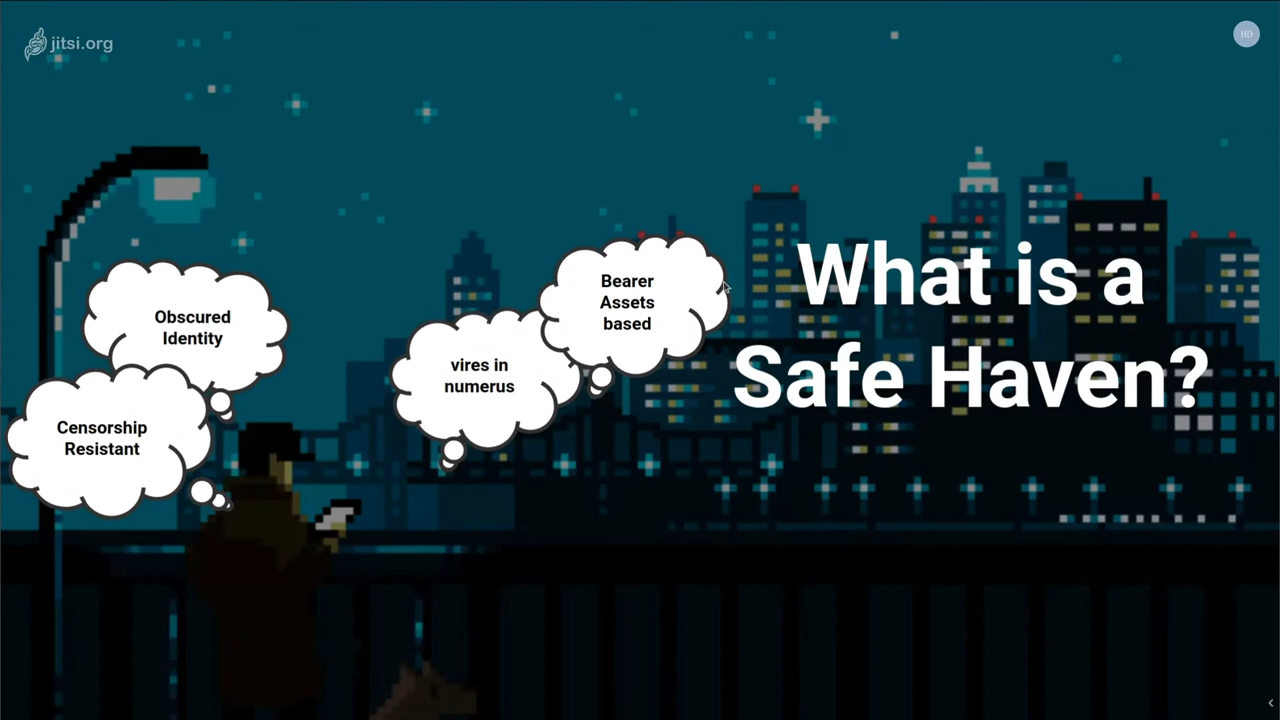 jitsi.org
HD
Obscured
Identity
Censorship
Resistant
vires in
numerus
Bearer
Assets
based
What is a
Safe Haven?